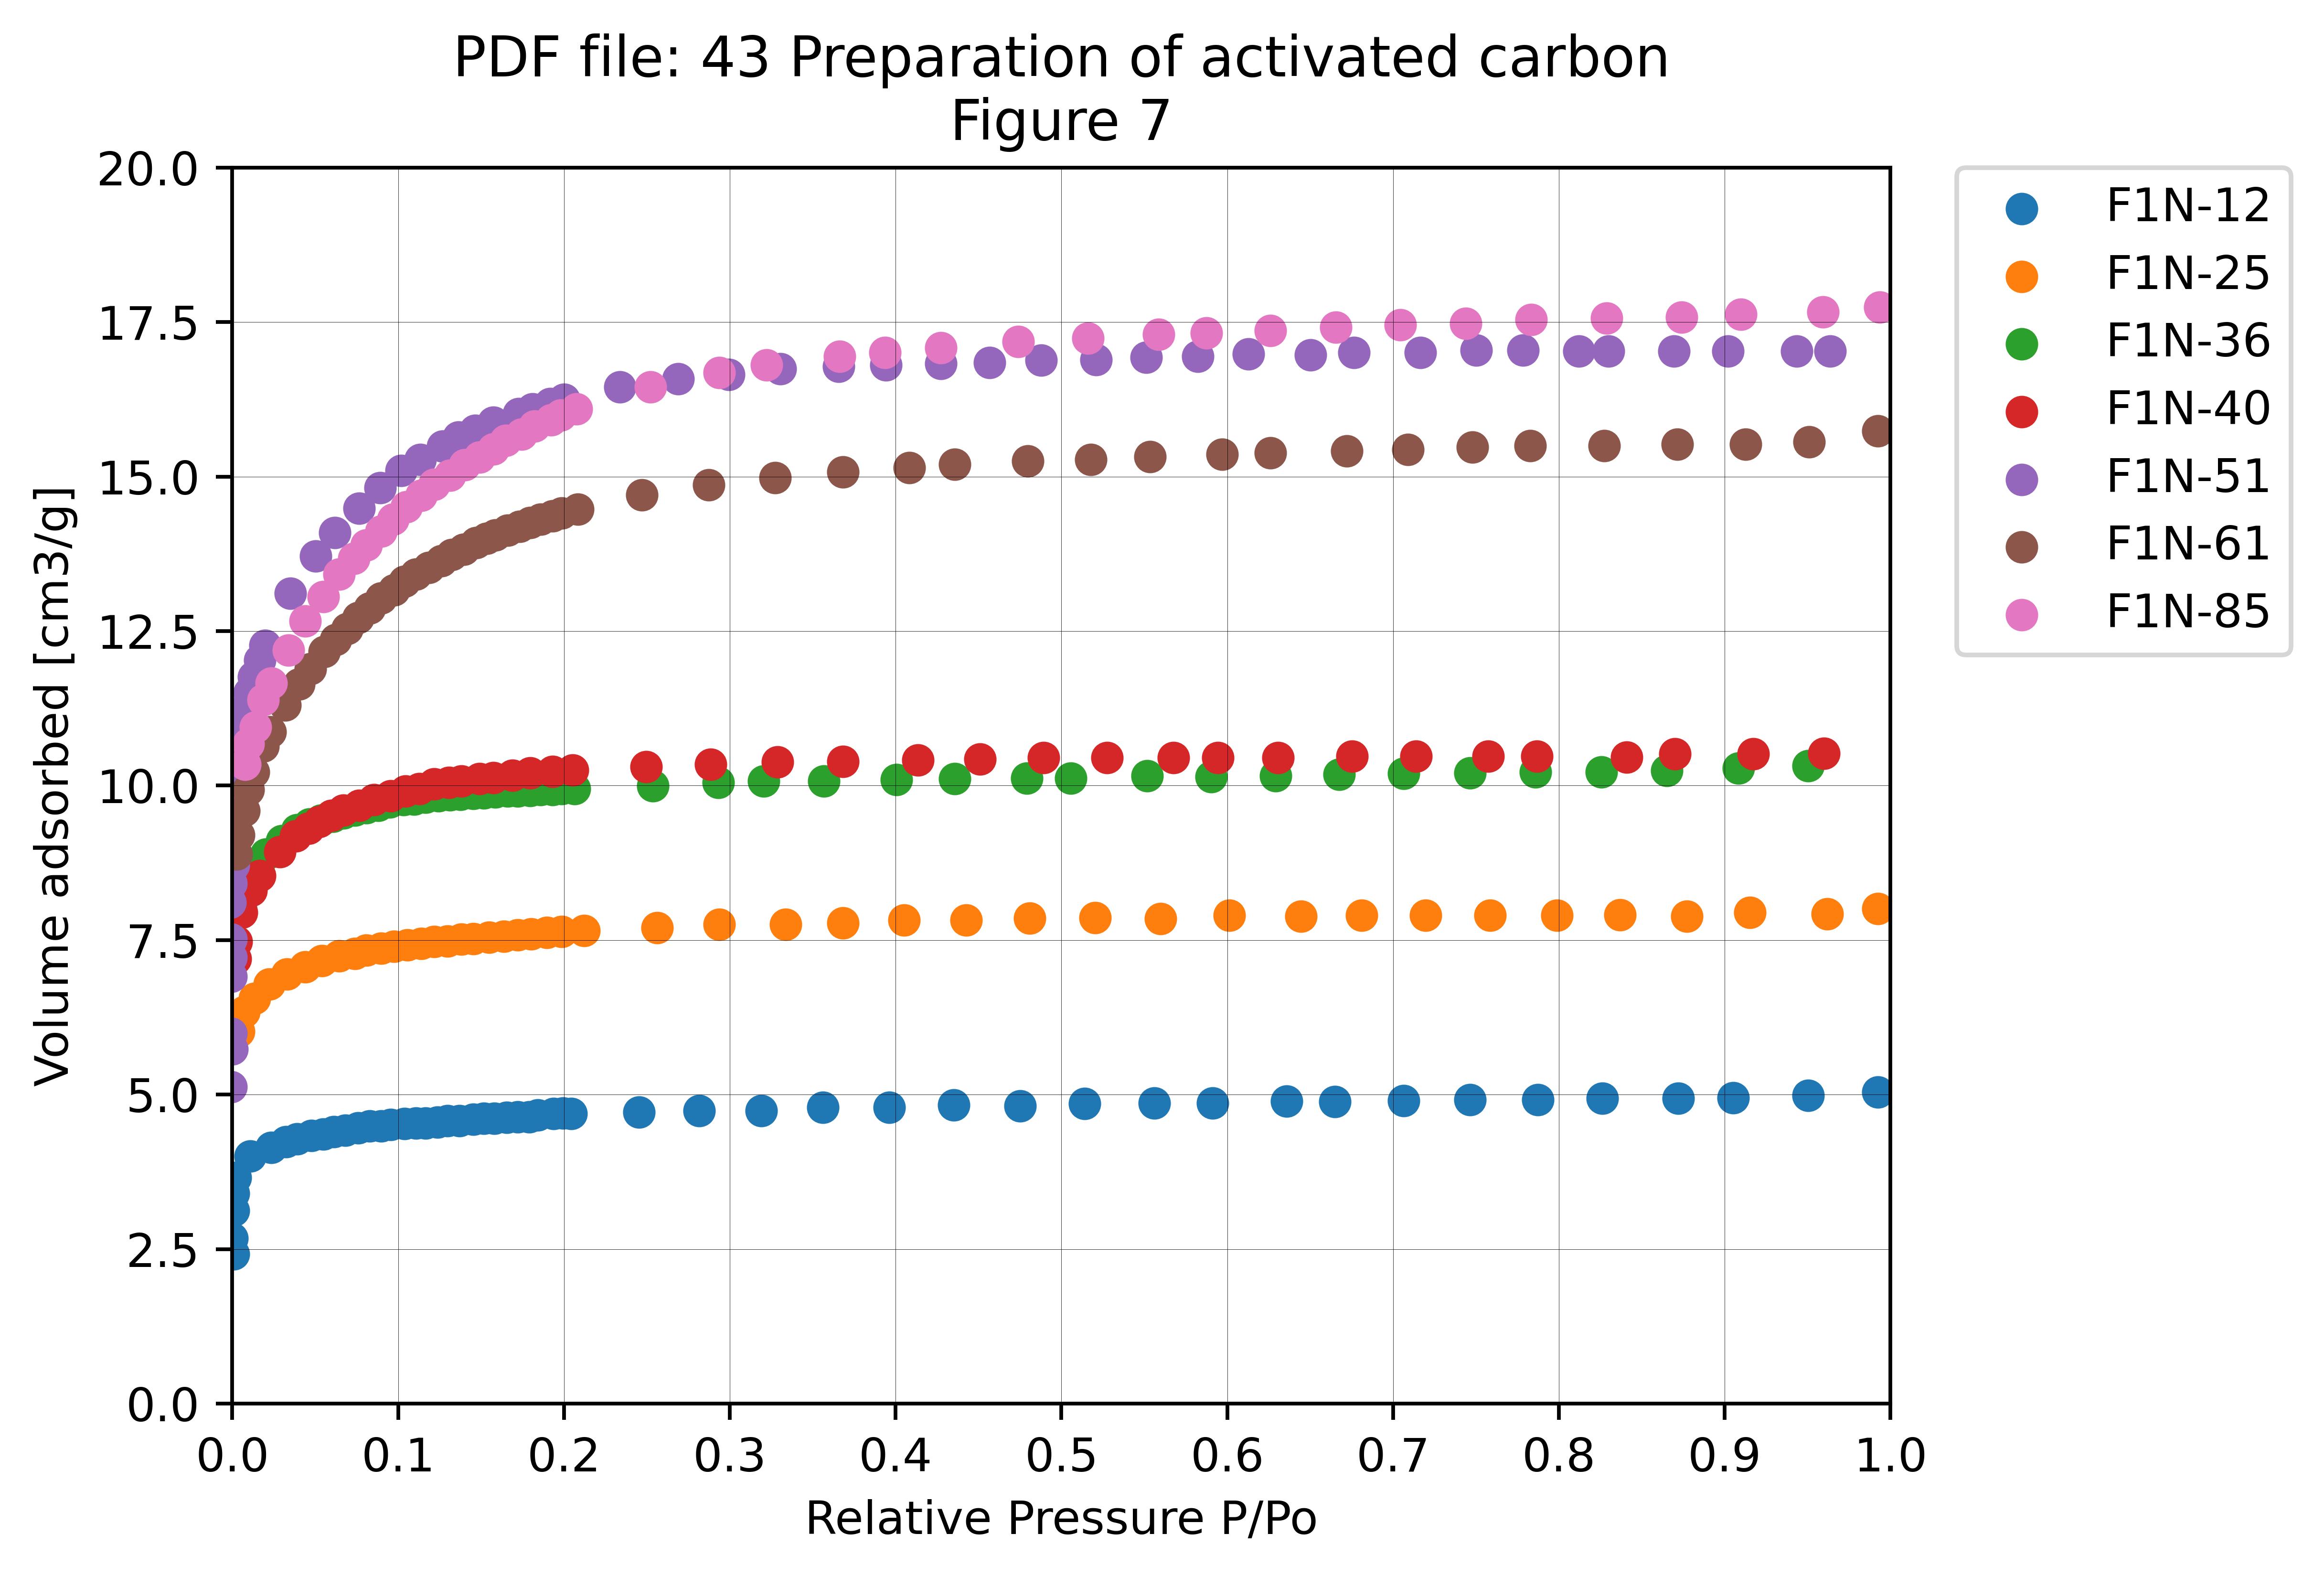 PDF file: 43 Preparation of activated carbon
Figure 7
20.0
17.5
15.0
12.5
10.0
7.5
5.0
2.5
0.0
Volume adsorbed [cm3/g]
0.0 0.1 0.2 0.3 0.4 0.5 0.6 0.7 0.8 0.9 1.0
Relative Pressure P/Po
F1N-12
F1N-25
F1N-36
F1N-40
F1N-51
F1N-61
F1N-85